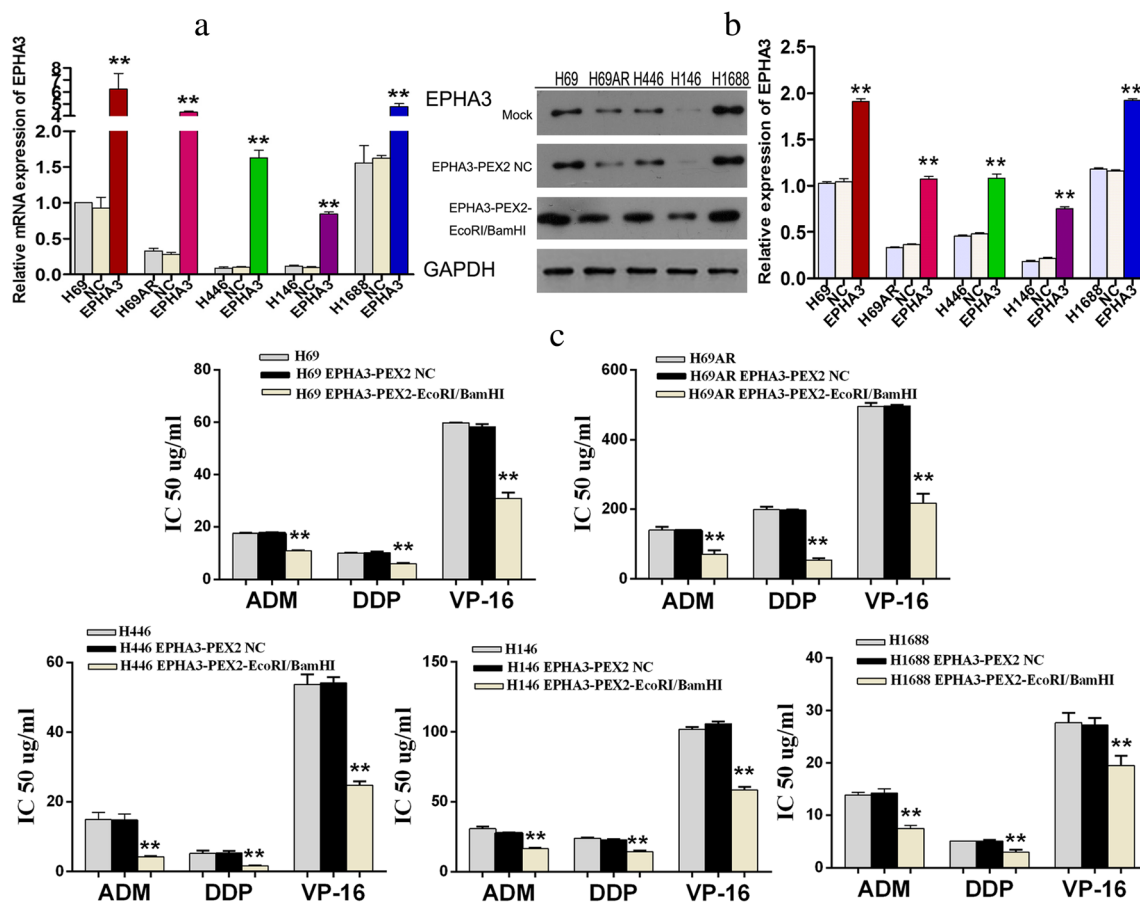 a
Relative mRNA expression of EPHA3
8
7
6
5
4
2.0
1.5
1.0
0.5
0.0
**
**
**
**
**
H69
NC
EPHA3
H69AR
NC
EPHA3
H446
NC
EPHA3
H146
NC
EPHA3
H1688
NC
EPHA3
H69 H69AR H446 H146 H1688
EPHA3
Mock
EPHA3-PEX2 NC
EPHA3-PEX2-
EcoRI/BamHI
GAPDH
b
Relative expression of EPHA3
2.5
2.0
1.5
1.0
0.5
0.0
**
**
**
**
**
H69
NC
EPHA3
H69AR
NC
EPHA3
H446
NC
EPHA3
H146
NC
EPHA3
H1688
NC
EPHA3
c
H69
H69 EPHA3-PEX2 NC
H69 EPHA3-PEX2-EcoRI/BamHI
IC 50 ug/ml
60
40
20
0
**
**
**
ADM DDP VP-16
H69AR
H69AR EPHA3-PEX2 NC
H69AR EPHA3-PEX2-EcoRI/BamHI
IC 50 ug/ml
600
400
200
0
**
**
**
ADM DDP VP-16
H446
H446 EPHA3-PEX2 NC
H446 EPHA3-PEX2-EcoRI/BamHI
IC 50 ug/ml
60
40
20
0
**
**
**
ADM DDP VP-16
H146
H146 EPHA3-PEX2 NC
H146 EPHA3-PEX2-EcoRI/BamHI
IC 50 ug/ml
150
100
50
0
**
**
**
ADM DDP VP-16
H1688
H1688 EPHA3-PEX2 NC
H1688 EPHA3-PEX2-EcoRI/BamHI
IC 50 ug/ml
40
30
20
10
0
**
**
**
ADM DDP VP-16